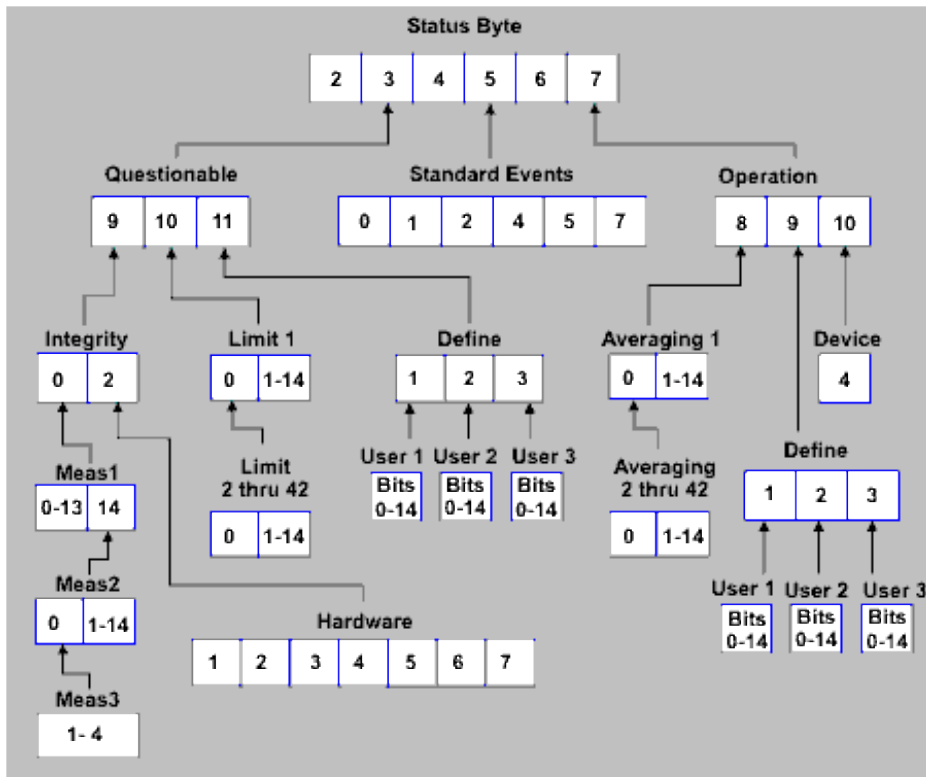 Status Byte
2 3 4 5 6 7
Questionable
Standard Events
Operation
9 10 11
0 1 2 4 5 7
8 9 10
Integrity
Limit 1
Define
Averaging 1
Device
0 2
0 1-14
1 2 3
0 1-14
4
User 1 User 2 User 3
Meas1
Limit
2 thru 42
Bits
0-14
Bits
0-14
Bits
0-14
Averaging
2 thru 42
Define
0-13 14
0 1-14
0 1-14
1 2 3
Meas2
0 1-14
User 1 User 2 User 3
Bits
0-14
Bits
0-14
Bits
0-14
Hardware
1 2 3 4 5 6 7
Meas3
1- 4